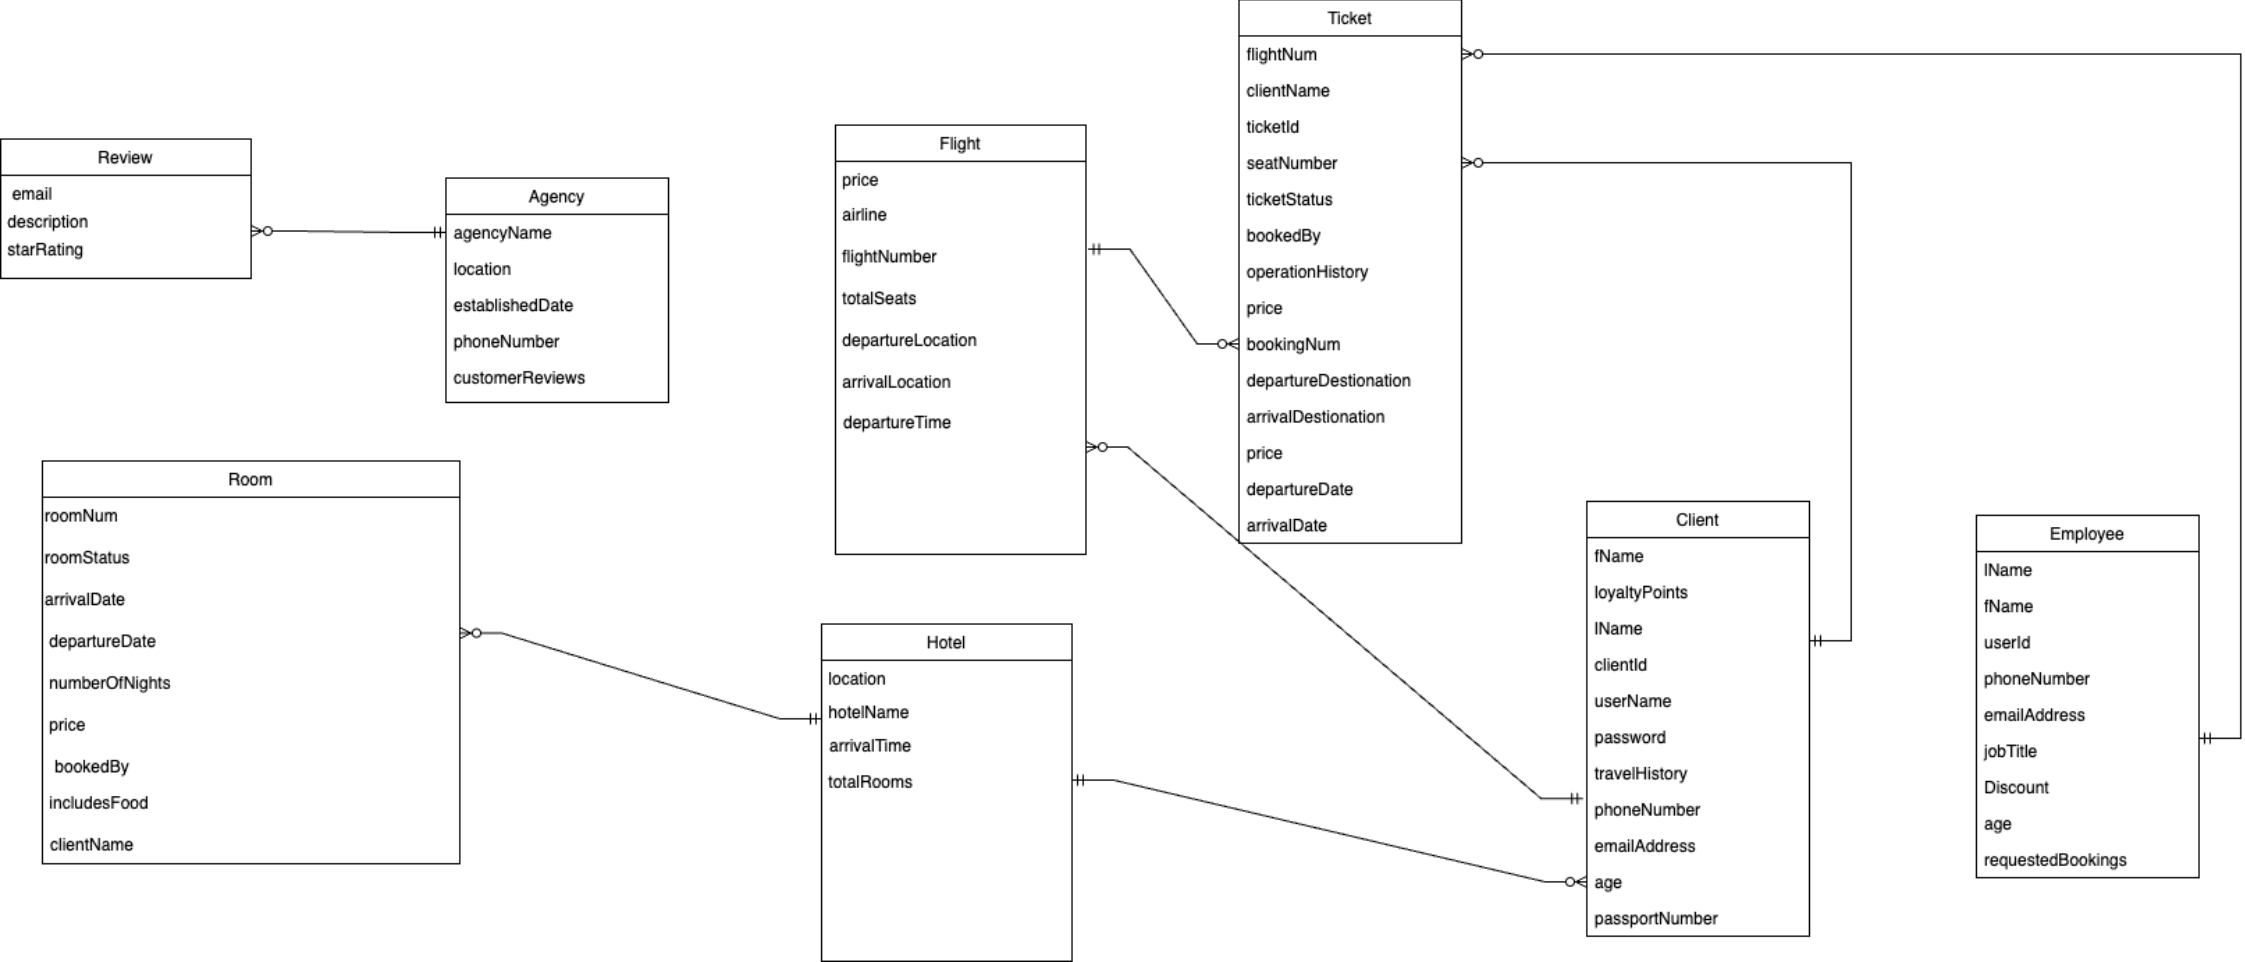 Review
email
description
starRating
Agency
agencyName
location
establishedDate
phoneNumber
customerReviews
Flight
price
airline
flightNumber
totalSeats
departureLocation
arrivalLocation
departureTime
Ticket
flightNum
clientName
ticketId
seatNumber
ticketStatus
bookedBy
operationHistory
price
bookingNum
departureDestionation
arrivalDestionation
price
departureDate
arrivalDate
Room
roomNum
roomStatus
arrivalDate
departureDate
numberOfNights
price
bookedBy
includesFood
clientName
Hotel
location
hotelName
arrivalTime
totalRooms
Client
fName
loyaltyPoints
lName
clientId
userName
password
travelHistory
phoneNumber
emailAddress
age
passportNumber
Employee
lName
fName
userId
phoneNumber
emailAddress
jobTitle
Discount
age
requestedBookings